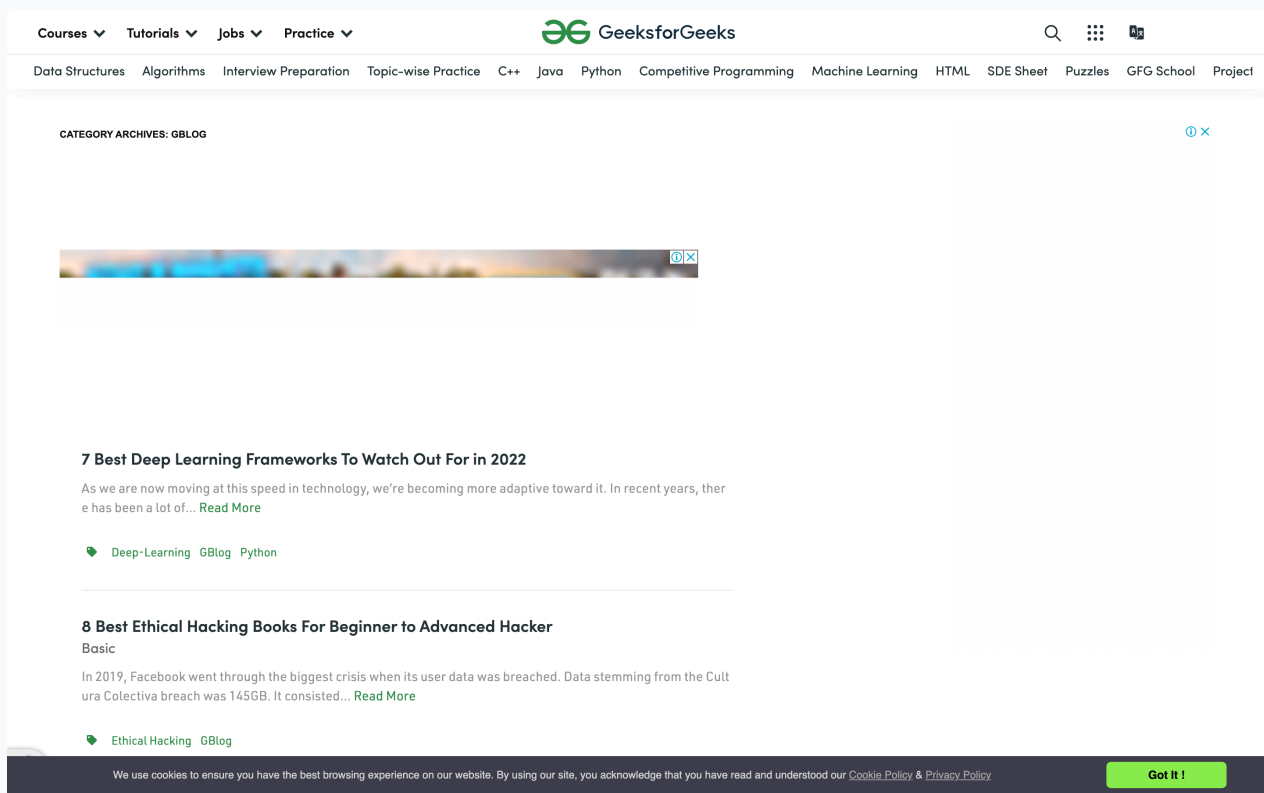 Courses Tutorials Jobs Practice GeeksforGeeks
Data Structures Algorithms Interview Preparation Topic-wise Practice C++ Java Python Competitive Programming Machine Learning HTML SDE Sheet Puzzles GFG School Project
CATEGORY ARCHIVES: GBLOG
7 Best Deep Learning Frameworks To Watch Out For in 2022
As we are now moving at this speed in technology, we're becoming more adaptive toward it. In recent years, ther
e has been a lot of... Read More
Deep-Learning GBlog Python
8 Best Ethical Hacking Books For Beginner to Advanced Hacker
Basic
In 2019, Facebook went through the biggest crisis when its user data was breached. Data stemming from the Cult
ura Colectiva breach was 145GB. It consisted... Read More
Ethical Hacking GBlog
We use cookies to ensure you have the best browsing experience on our website. By using our site, you acknowledge that you have read and understood our Cookie Policy & Privacy Policy
Got It !